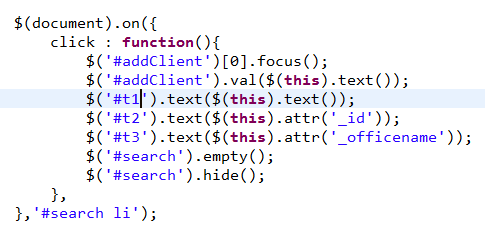 $(document).on({
    click : function(){
        $('#addClient')[0].focus();
        $('#addClient').val($(this).text());
        $('#t1').text($(this).text());
        $('#t2').text($(this).attr('_id'));
        $('#t3').text($(this).attr('_officename'));
        $('#search').empty();
        $('#search').hide();
    },
},'#search li');